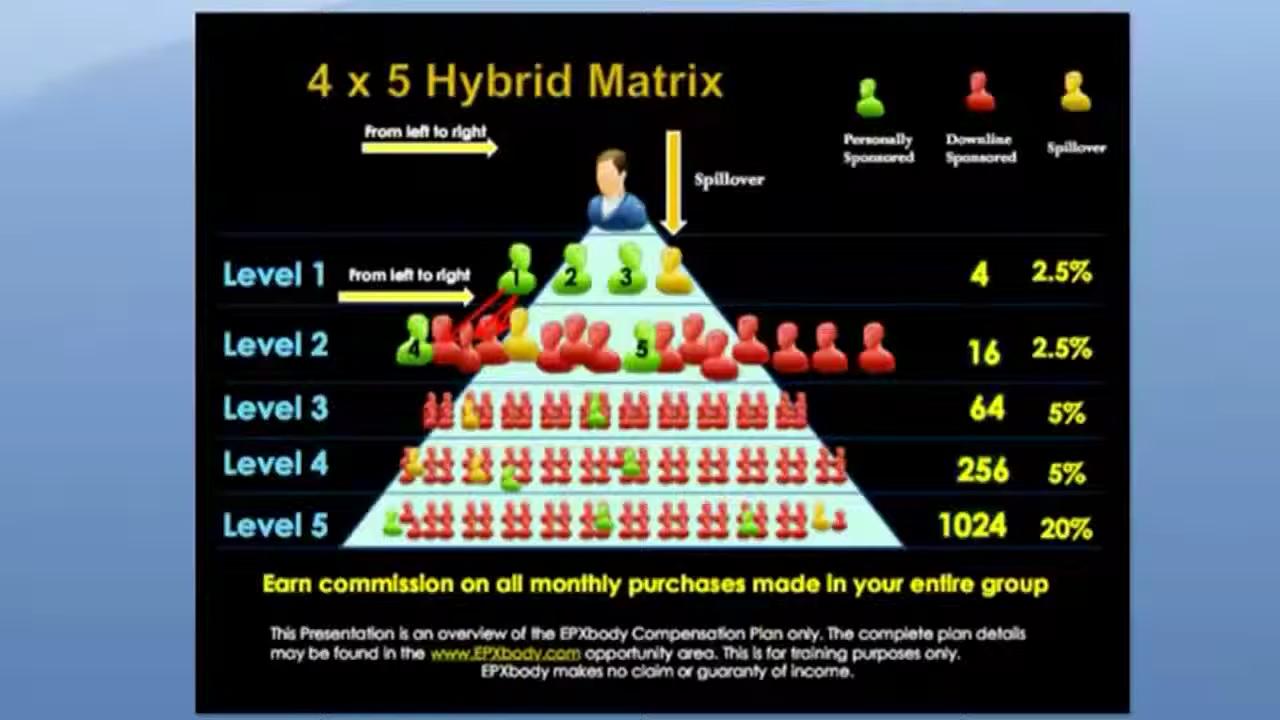 4 x 5 Hybrid Matrix
From left to right
Spillover
Personally Sponsored
Downline Sponsored
Spillover
Level 1
From left to right
1
2
3
4
2.5%
Level 2
4
5
16
2.5%
Level 3
64
5%
Level 4
256
5%
Level 5
1024
20%
Earn commission on all monthly purchases made in your entire group
This Presentation is an overview of the EPXbody Compensation Plan only. The complete plan details
may be found in the www.EPXbody.com opportunity area. This is for training purposes only.
EPXbody makes no claim or guaranty of income.